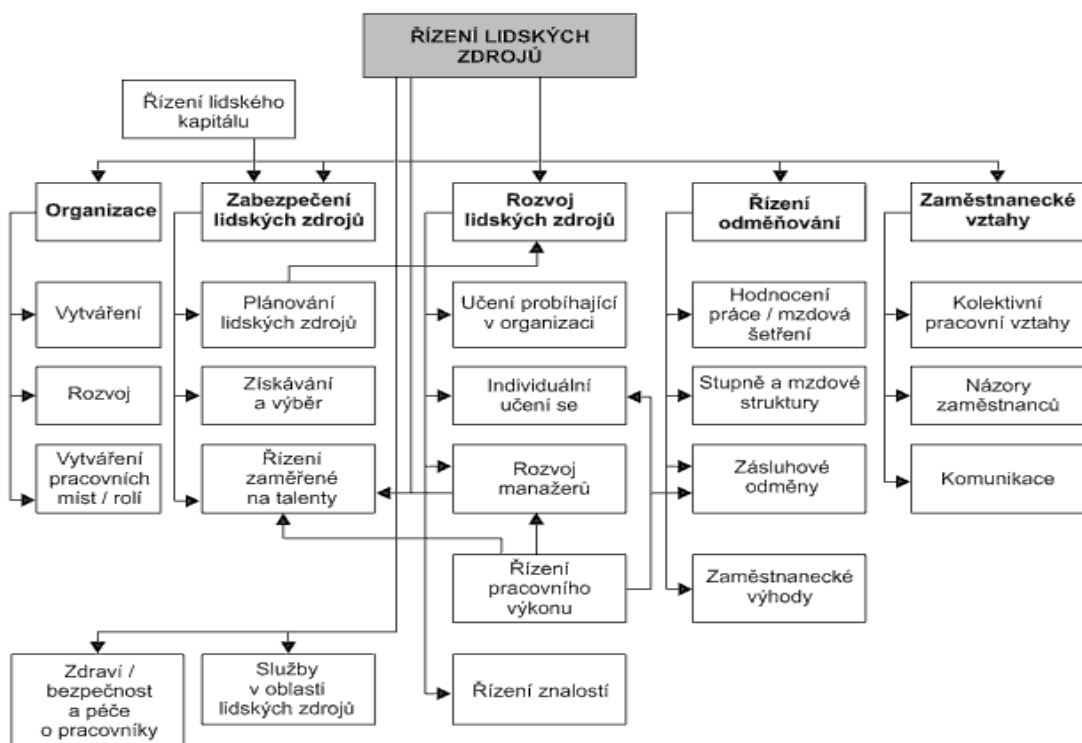 ŘÍZENÍ LIDSKÝCH
ZDROJŮ
Řízení lidského
kapitálu
Organizace
Zabezpečení
lidských zdrojů
Rozvoj
lidských zdrojů
Řízení
odměňování
Zaměstnanecké
vztahy
Vytváření
Plánování
lidských zdrojů
Učení probíhající
v organizaci
Hodnocení
práce / mzdová
šetření
Kolektivní
pracovní vztahy
Rozvoj
Získávání
a výběr
Individuální
učení se
Stupně a mzdové
struktury
Názory
zaměstnanců
Vytváření
pracovních
míst / rolí
Řízení
zaměřené
na talenty
Rozvoj
manažerů
Zásluhové
odměny
Komunikace
Řízení
pracovního
výkonu
Zaměstnanecké
výhody
Zdraví /
bezpečnost
a péče
o pracovníky
Služby
v oblasti
lidských zdrojů
Řízení znalostí